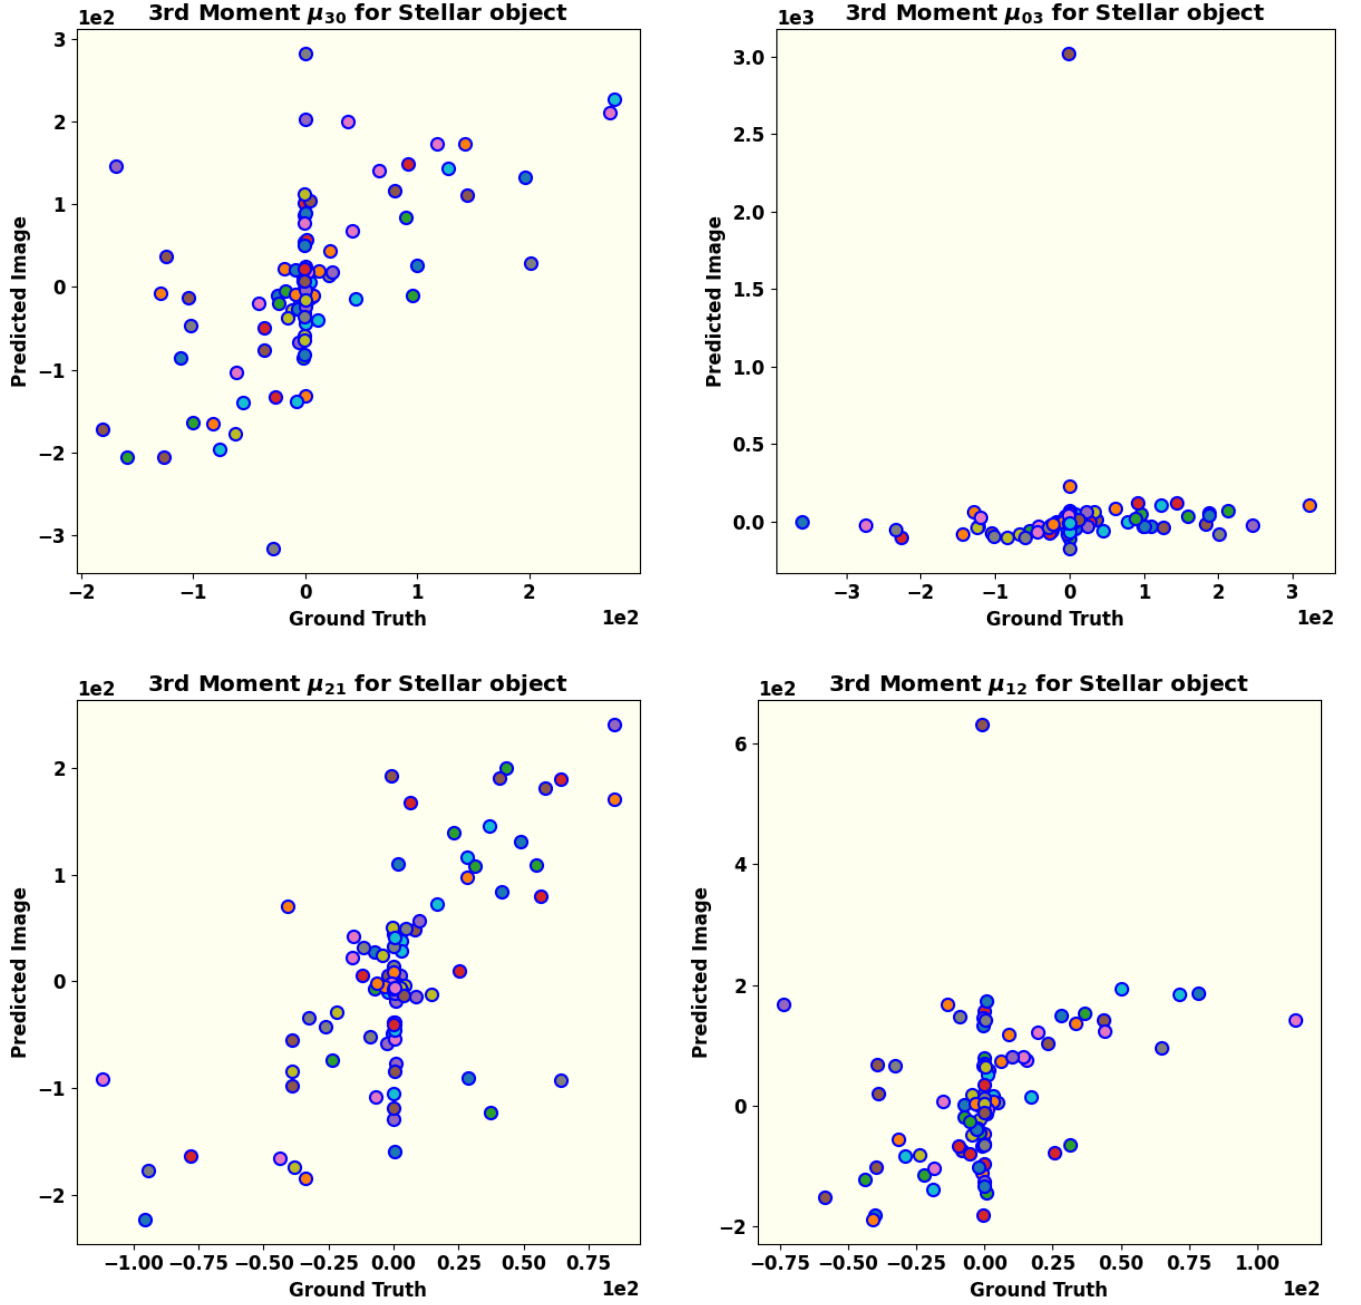 3rd Moment μ30 for Stellar object
1e2
3
2
1
0
−1
−2
−3
Predicted Image
−2 −1 0 1 2
1e2
Ground Truth
3rd Moment μ03 for Stellar object
1e3
3.0
2.5
2.0
1.5
1.0
0.5
0.0
Predicted Image
−3 −2 −1 0 1 2 3
1e2
Ground Truth
3rd Moment μ21 for Stellar object
1e2
2
1
0
−1
−2
Predicted Image
−1.00 −0.75 −0.50 −0.25 0.00 0.25 0.50 0.75
1e2
Ground Truth
3rd Moment μ12 for Stellar object
1e2
6
4
2
0
−2
Predicted Image
−0.75 −0.50 −0.25 0.00 0.25 0.50 0.75 1.00
1e2
Ground Truth